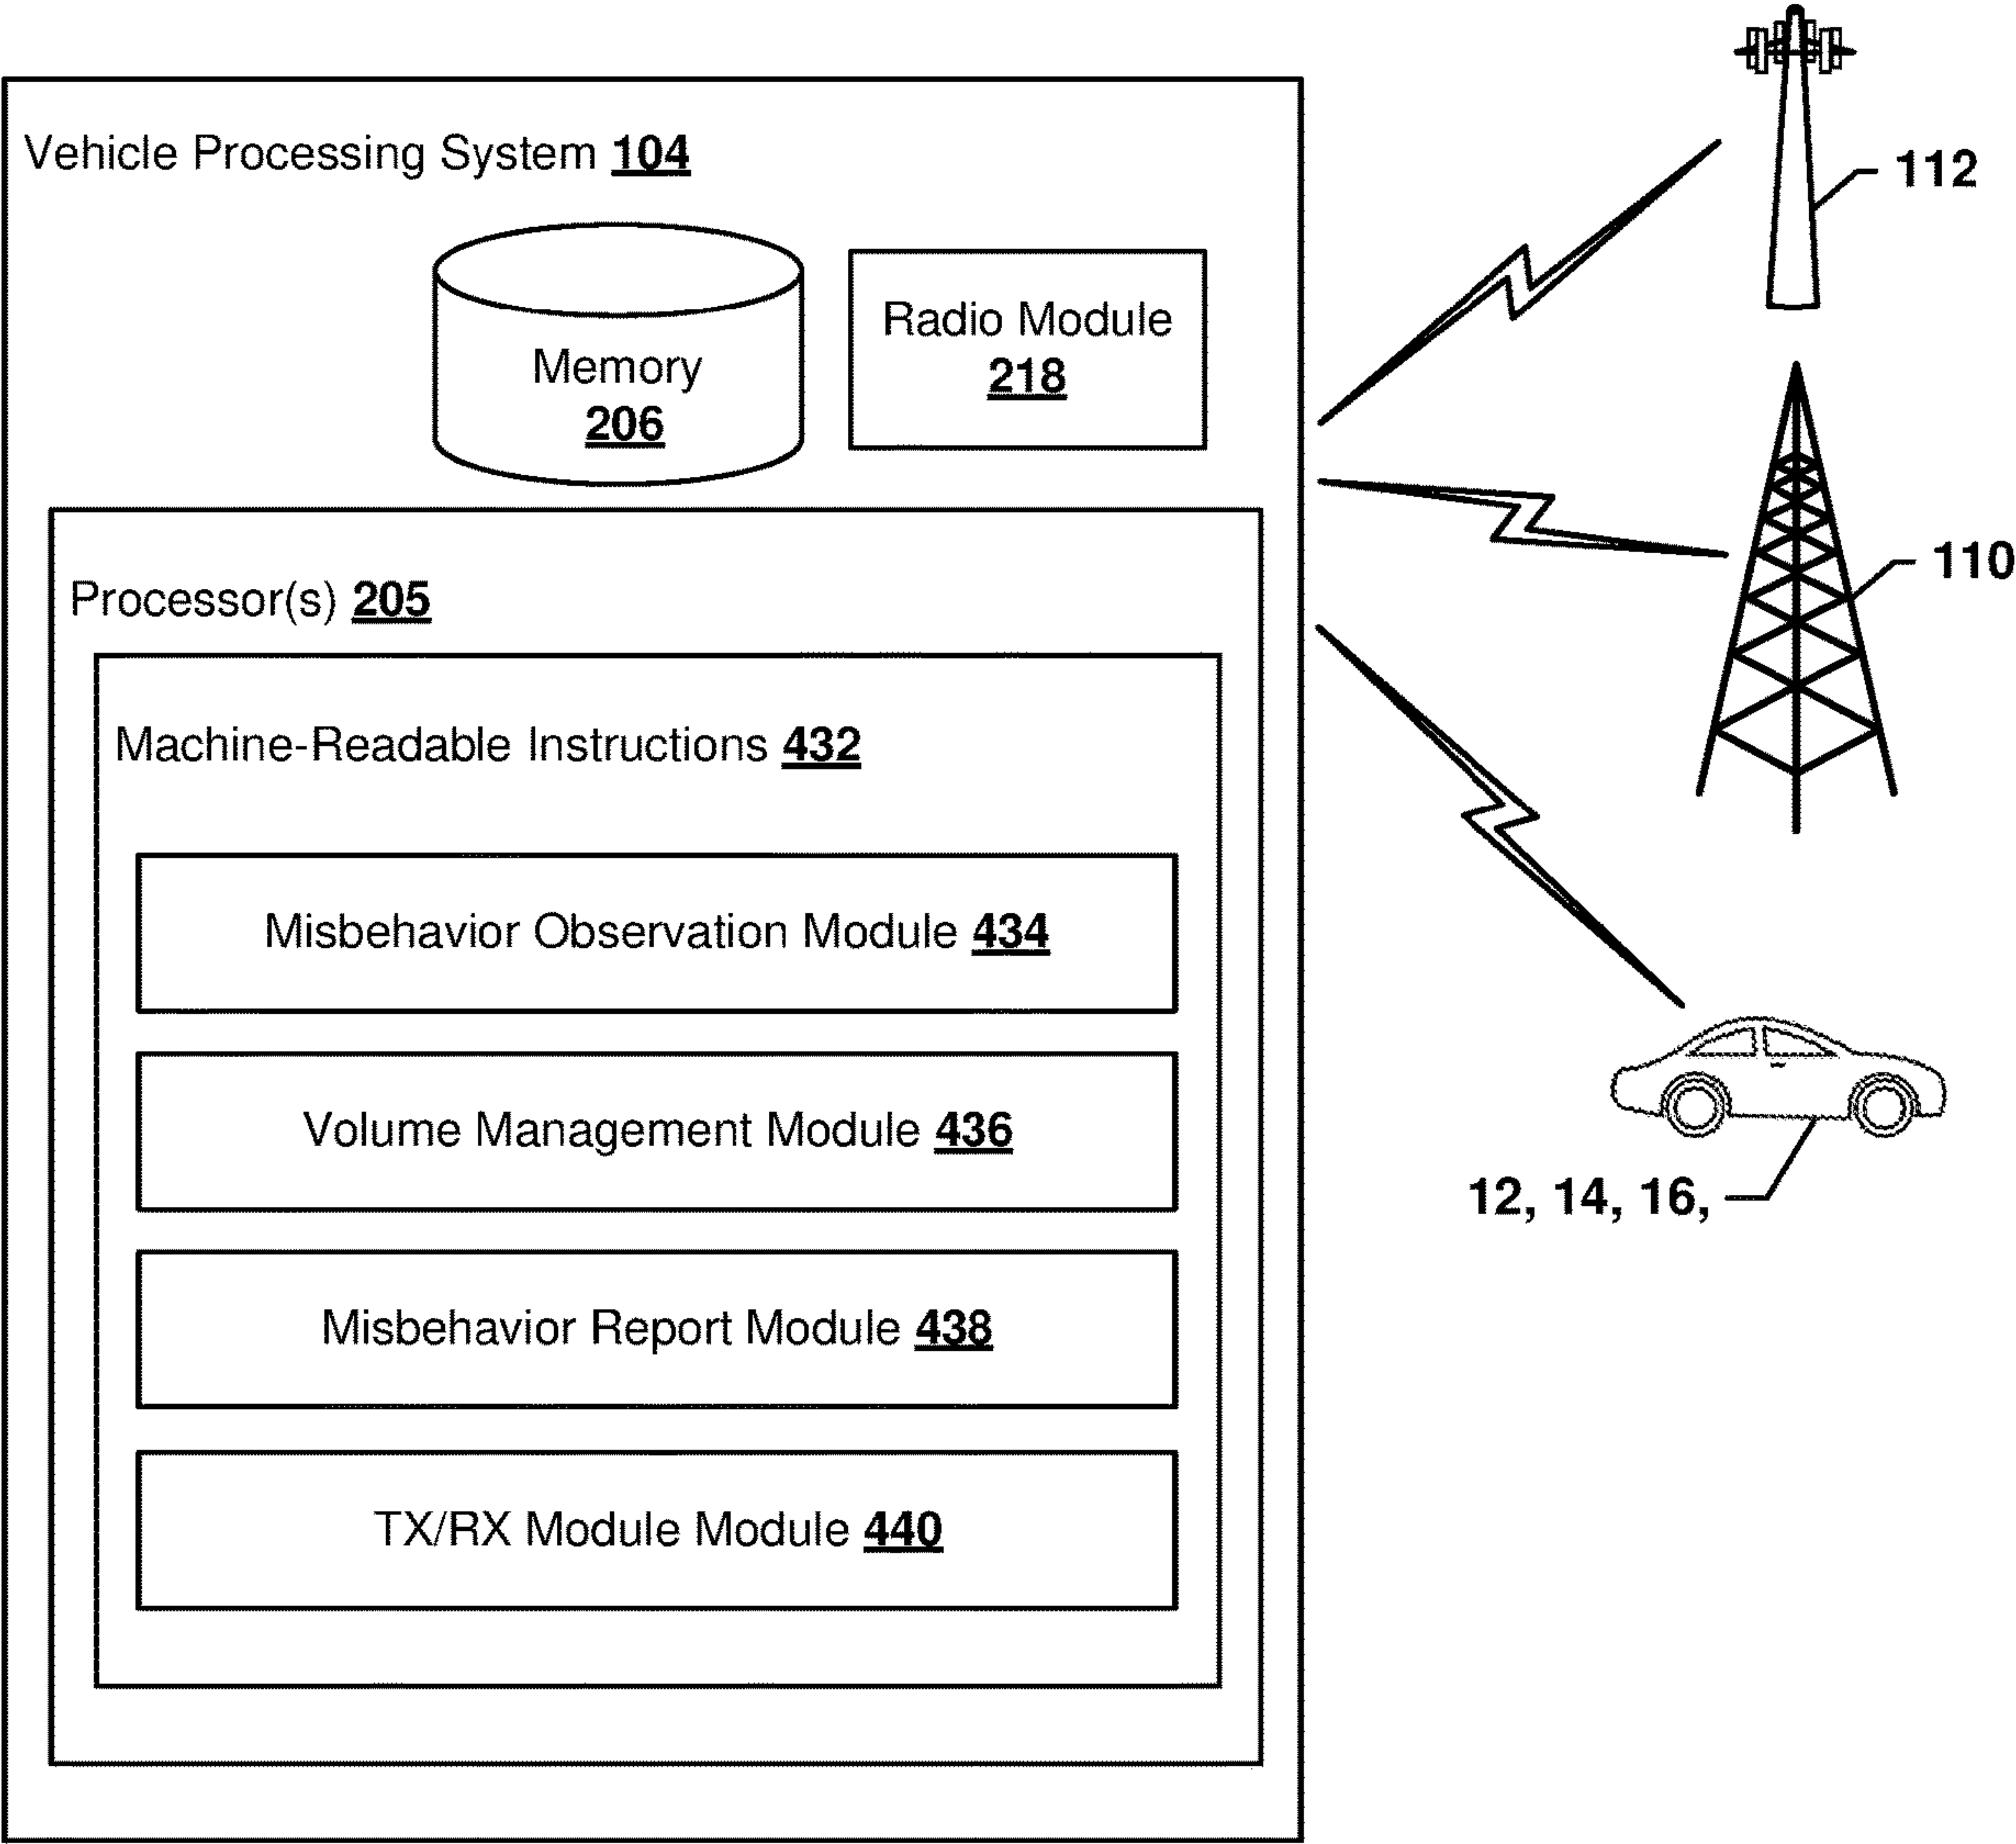 Vehicle Processing System 104
112
Radio Module
218
Memory
206
110
Processor(s) 205
Machine-Readable Instructions 432
Misbehavior Observation Module 434
Volume Management Module 436
12, 14, 16,
Misbehavior Report Module 438
TX/RX Module Module 440